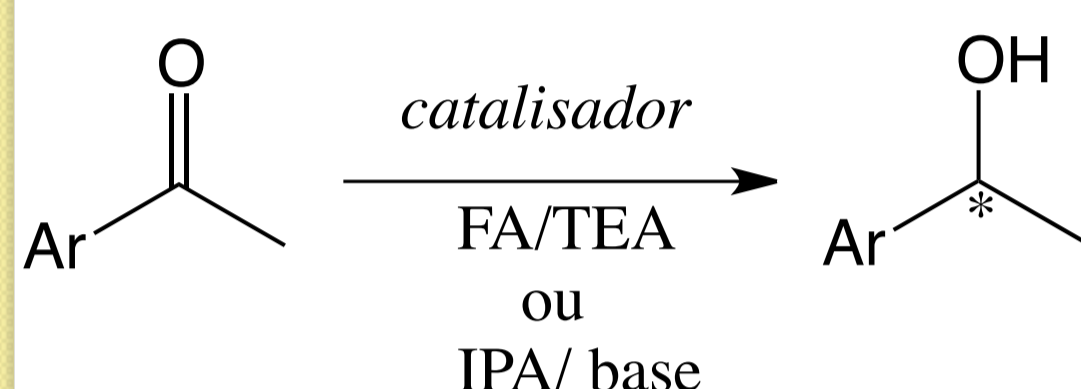 O
OH
catalisador
Ar
*
Ar
FA/TEA
ou
IPA/ base